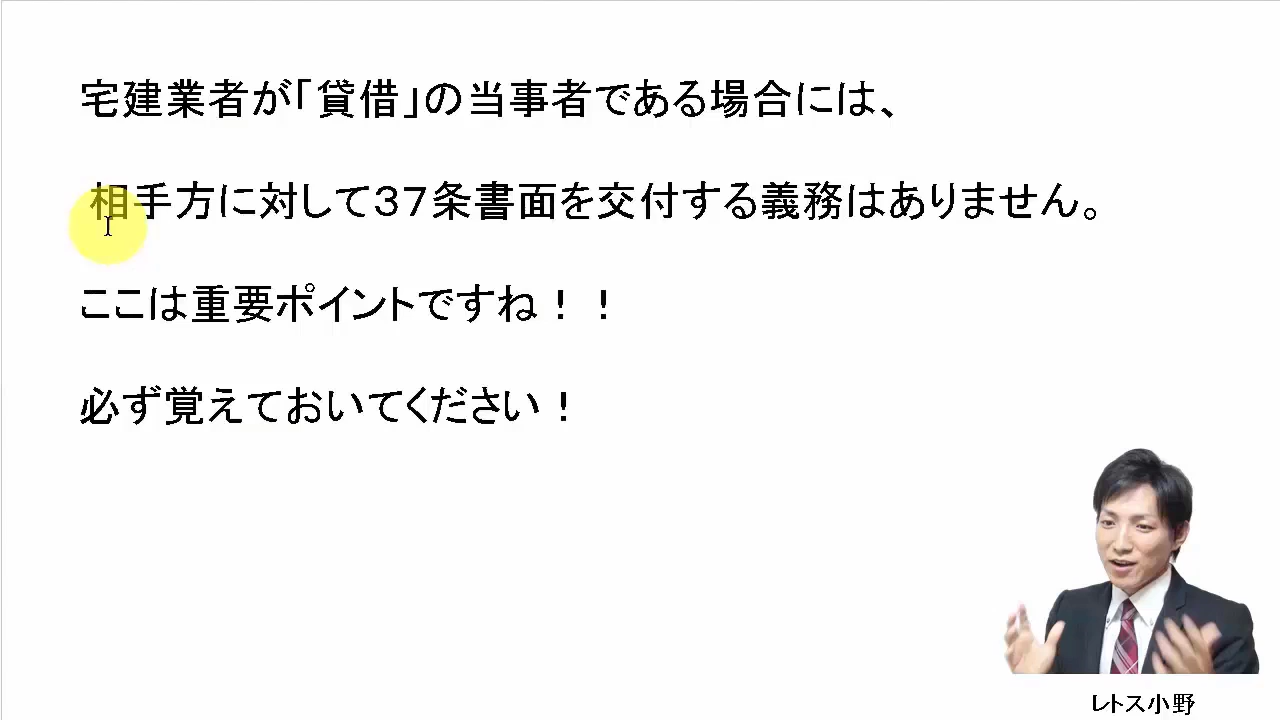 宅建業者が「貸借」の当事者である場合には、
相手方に対して３７条書面を交付する義務はありません。
ここは重要ポイントですね！！
必ず覚えておいてください！
レトス小野